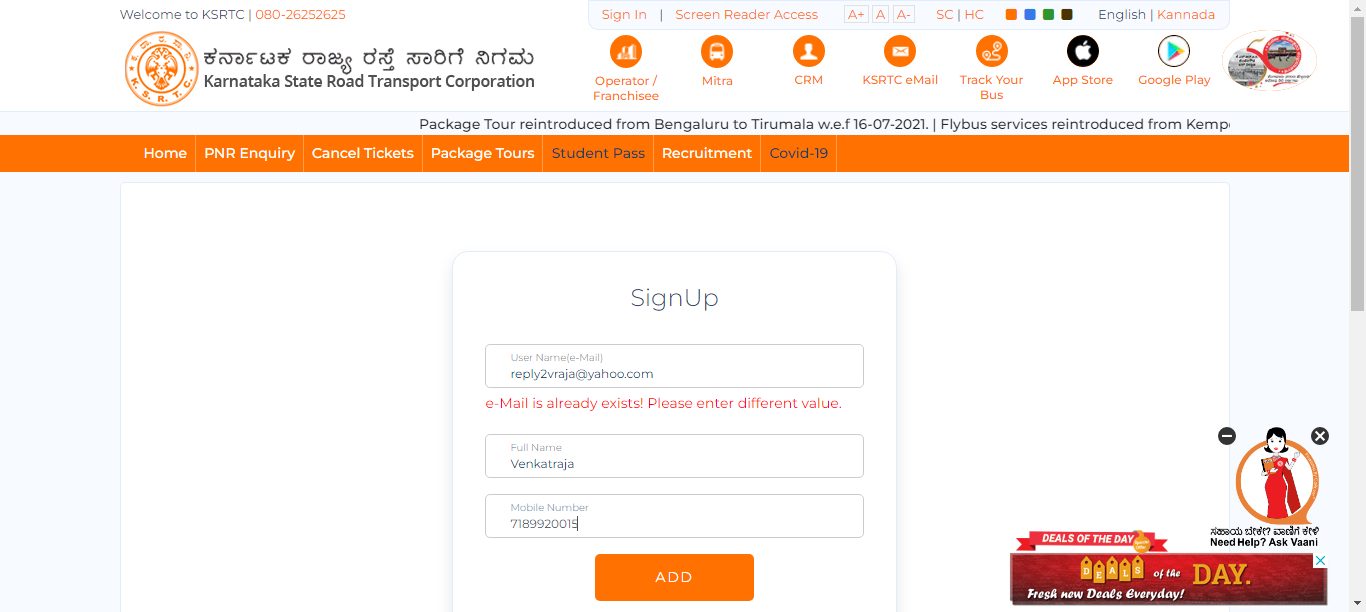 Welcome to KSRTC | 080-26252625
Sign In | Screen Reader Access A+ A A- SC | HC English | Kannada
ಕರ್ನಾಟಕ ರಾಜ್ಯ ರಸ್ತೆ ಸಾರಿಗೆ ನಿಗಮ
Karnataka State Road Transport Corporation
K.S.R.T.C
Operator /
Franchisee
Mitra
CRM
KSRTC eMail
Track Your
Bus
App Store
Google Play
Package Tour reintroduced from Bengaluru to Tirumala w.e.f 16-07-2021. | Flybus services reintroduced from Kemp
Home PNR Enquiry Cancel Tickets Package Tours Student Pass Recruitment Covid-19
SignUp
User Name(e-Mail)
reply2vraja@yahoo.com
e-Mail is already exists! Please enter different value.
Full Name
Venkatraja
Mobile Number
7189920015
ADD
ಸಹಾಯ ಬೇಕೇ? ವಾಣಿಗೆ ಕೇಳಿ
Need Help? Ask Vaani
DEALS OF THE DAY
DEALS of the DAY.
Fresh new Deals Everyday!